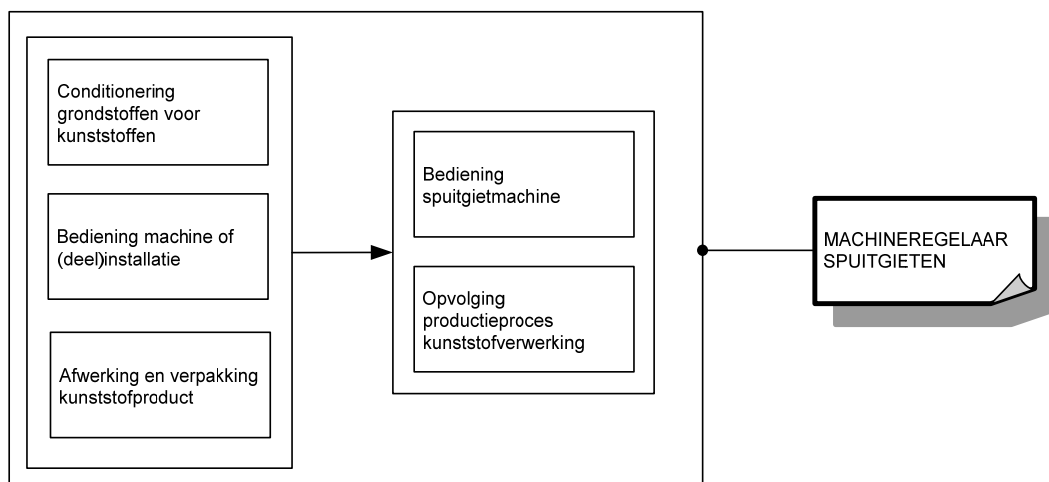 Conditionering
grondstoffen voor
kunststoffen
Bediening machine of
(deel)installatie
Afwerking en verpakking
kunstofproduct
Bediening
spuitgietmachine
Opvolging
productieproces
kunststofverwerking
MACHINEREGELAAR
SPUITGIETEN